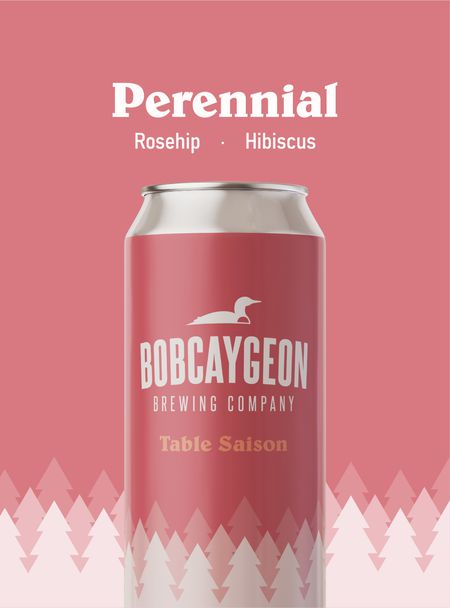 Perennial
Rosehip · Hibiscus
BOBCAYGEON
BREWING COMPANY
Table Saison